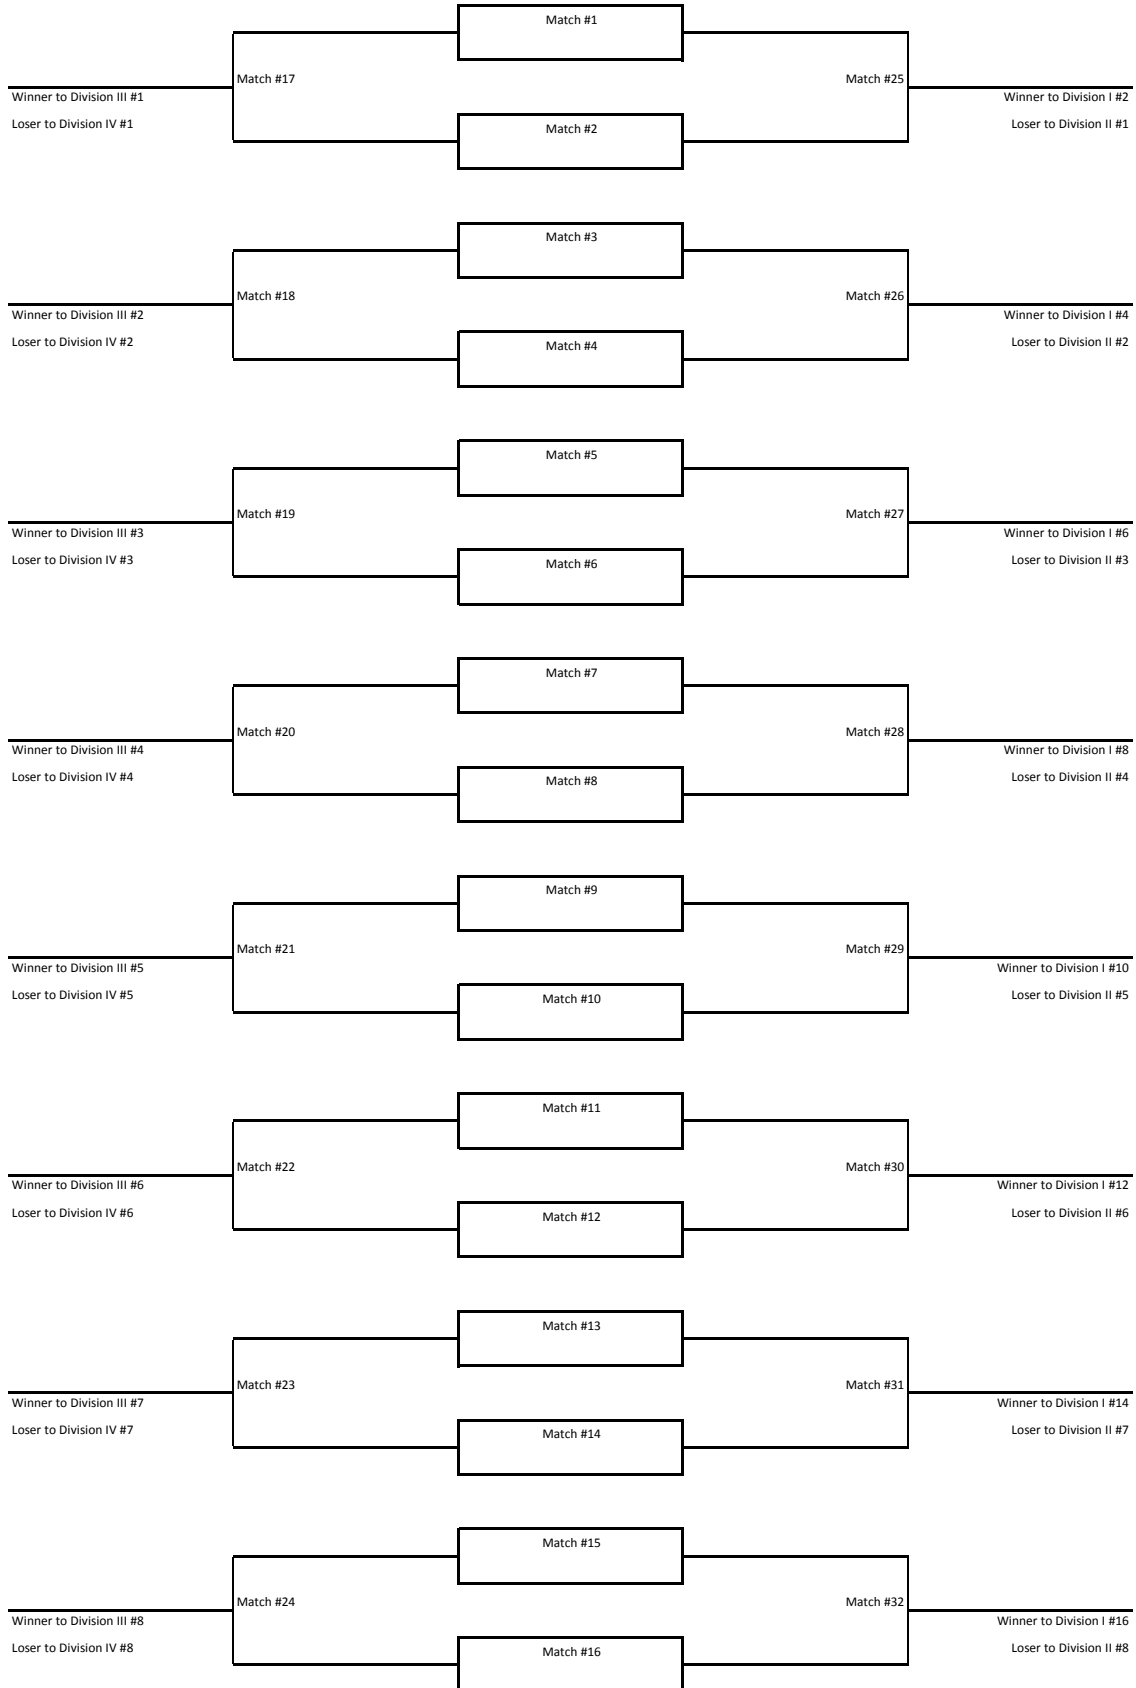 Match #1
Match #17
Match #25
Winner to Division III #1
Winner to Division I #2
Loser to Division IV #1
Match #2
Loser to Division II #1
Match #3
Match #18
Match #26
Winner to Division III #2
Winner to Division I #4
Loser to Division IV #2
Match #4
Loser to Division II #2
Match #5
Match #19
Match #27
Winner to Division III #3
Winner to Division I #6
Loser to Division IV #3
Match #6
Loser to Division II #3
Match #7
Match #20
Match #28
Winner to Division III #4
Winner to Division I #8
Loser to Division IV #4
Match #8
Loser to Division II #4
Match #9
Match #21
Match #29
Winner to Division III #5
Winner to Division I #10
Loser to Division IV #5
Match #10
Loser to Division II #5
Match #11
Match #22
Match #30
Winner to Division III #6
Winner to Division I #12
Loser to Division IV #6
Match #12
Loser to Division II #6
Match #13
Match #23
Match #31
Winner to Division III #7
Winner to Division I #14
Loser to Division IV #7
Match #14
Loser to Division II #7
Match #15
Match #24
Match #32
Winner to Division III #8
Winner to Division I #16
Loser to Division IV #8
Match #16
Loser to Division II #8